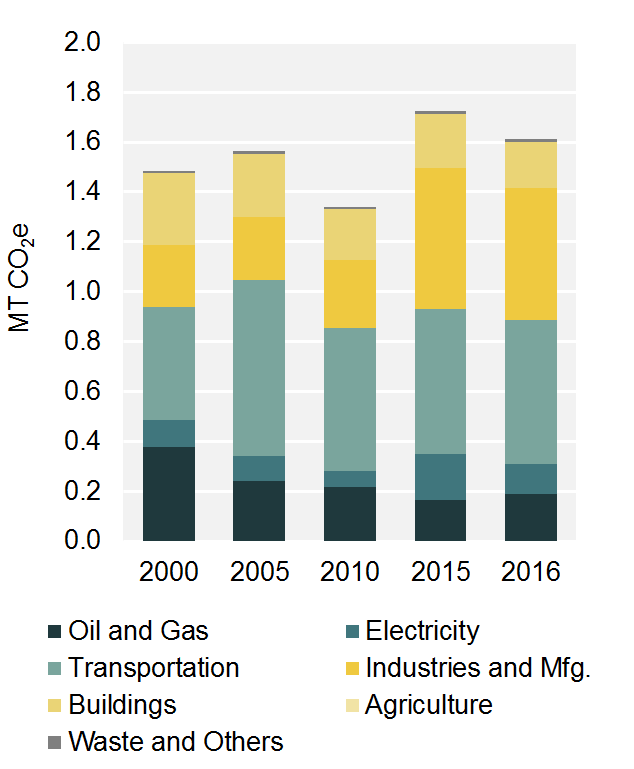 2.0
1.8
1.6
1.4
1.2
1.0
0.8
0.6
0.4
0.2
0.0
MT CO₂e
2000 2005 2010 2015 2016
Oil and Gas Electricity
Transportation Industries and Mfg.
Buildings Agriculture
Waste and Others